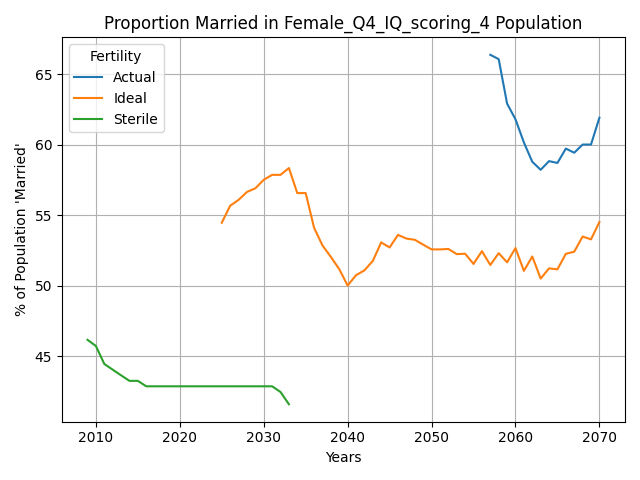 Proportion Married in Female_Q4_IQ_scoring_4 Population
Fertility
Actual
Ideal
Sterile
% of Population 'Married'
65
60
55
50
45
2010 2020 2030 2040 2050 2060 2070
Years